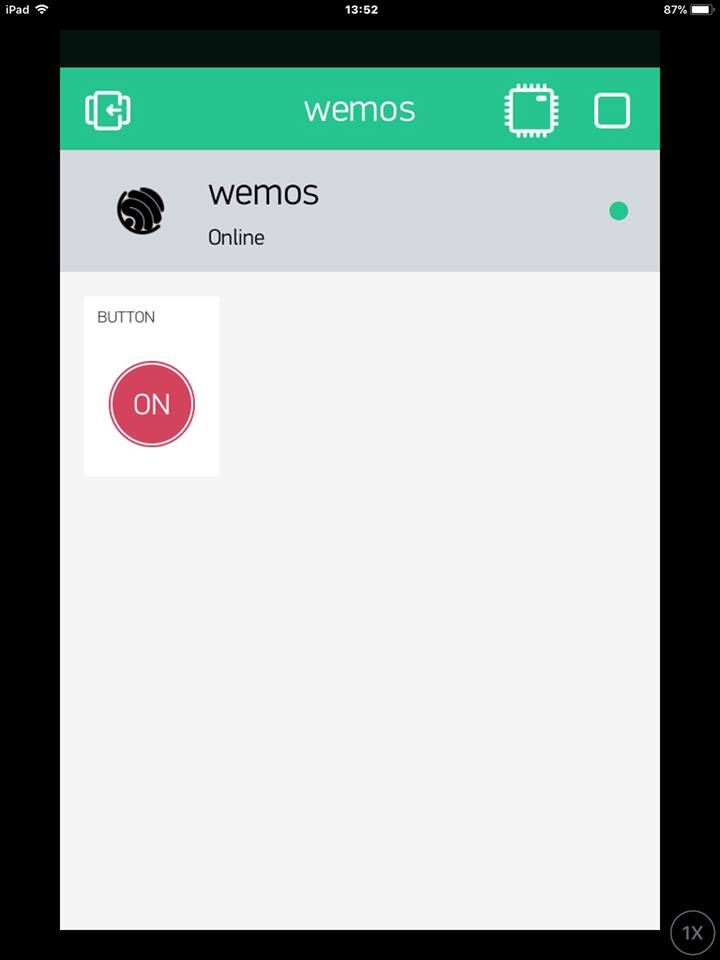 iPad 13:52 87%
wemos
wemos
Online
BUTTON
ON
1X